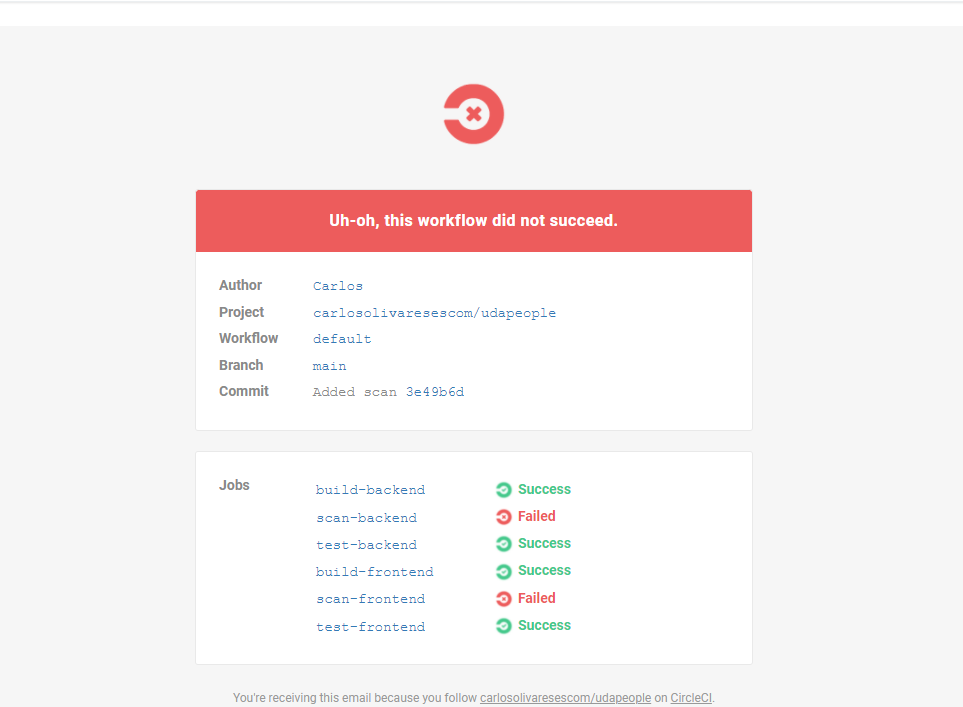 Uh-oh, this workflow did not succeed.
Author Carlos
Project carlosolivaresescom/udapeople
Workflow default
Branch main
Commit Added scan 3e49b6d
Jobs
build-backend Success
scan-backend Failed
test-backend Success
build-frontend Success
scan-frontend Failed
test-frontend Success
You're receiving this email because you follow carlosolivaresescom/udapeople on CircleCI.